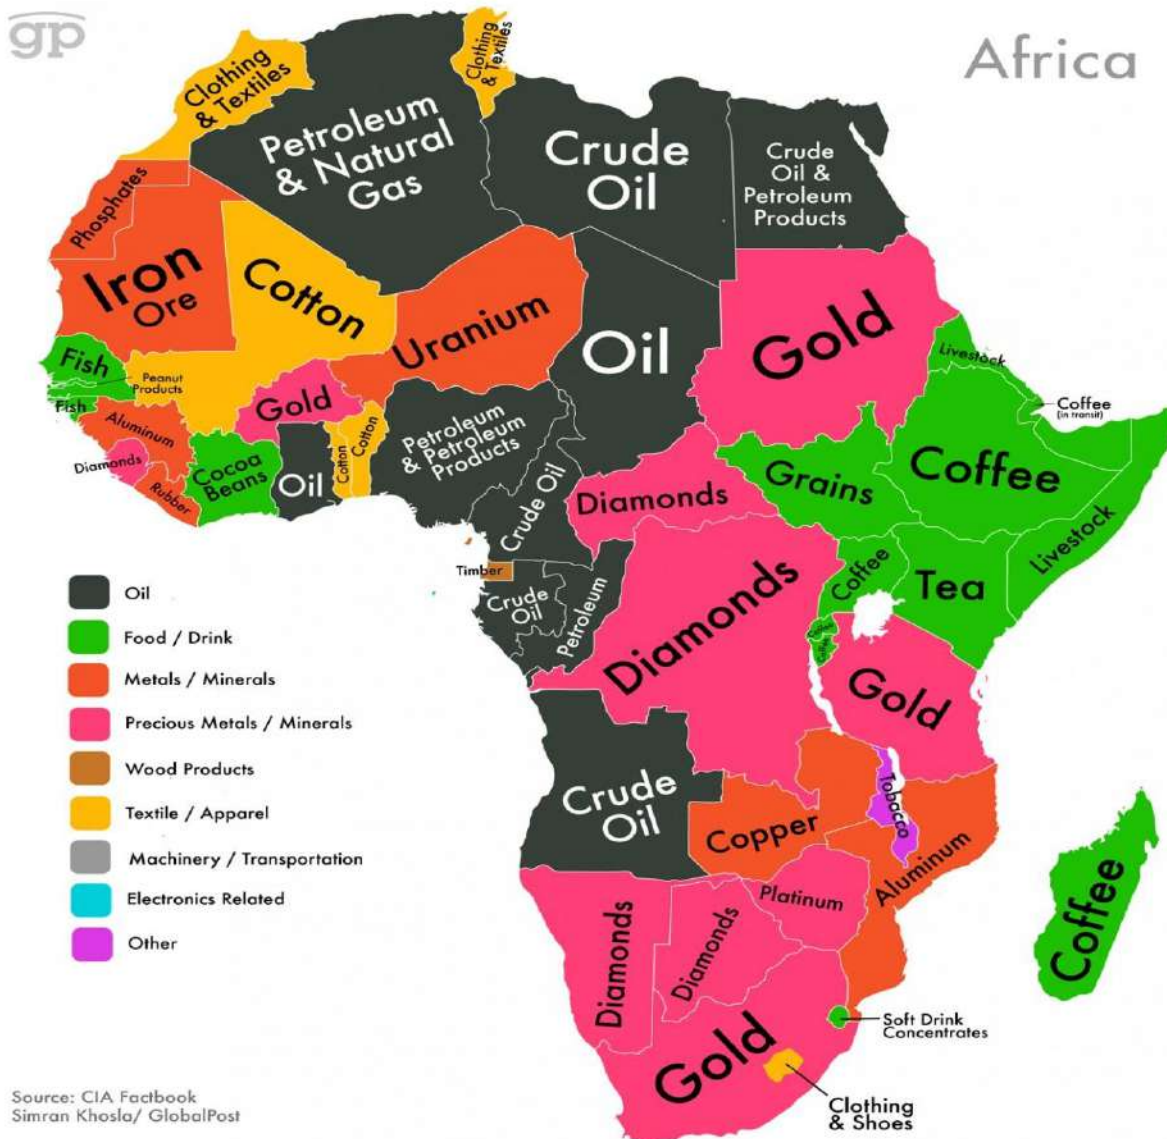 gp
Africa
Clothing
& Textiles
Clothing
& Textiles
Petroleum
& Natural
Gas
Crude
Oil
Crude
Oil &
Petroleum
Products
Phosphates
Iron
Ore
Cotton
Uranium
Oil
Gold
Fish
Peanut
Products
Fish
Aluminum
Diamonds
Rubber
Cocoa
Beans
Gold
Oil
Cotton
Cotton
Petroleum
& Petroleum
Products
Crude Oil
Diamonds
Grains
Livestock
Coffee
(in transit)
Coffee
Livestock
Timber
Crude
Oil
Petroleum
Diamonds
Coffee
Tea
Coffee
Coffee
Gold
Crude
Oil
Copper
Tobacco
Aluminum
Platinum
Diamonds
Diamonds
Gold
Coffee
Soft Drink
Concentrates
Clothing
& Shoes
Oil
Food / Drink
Metals / Minerals
Precious Metals / Minerals
Wood Products
Textile / Apparel
Machinery / Transportation
Electronics Related
Other
Source: CIA Factbook
Simran Khosla/ GlobalPost